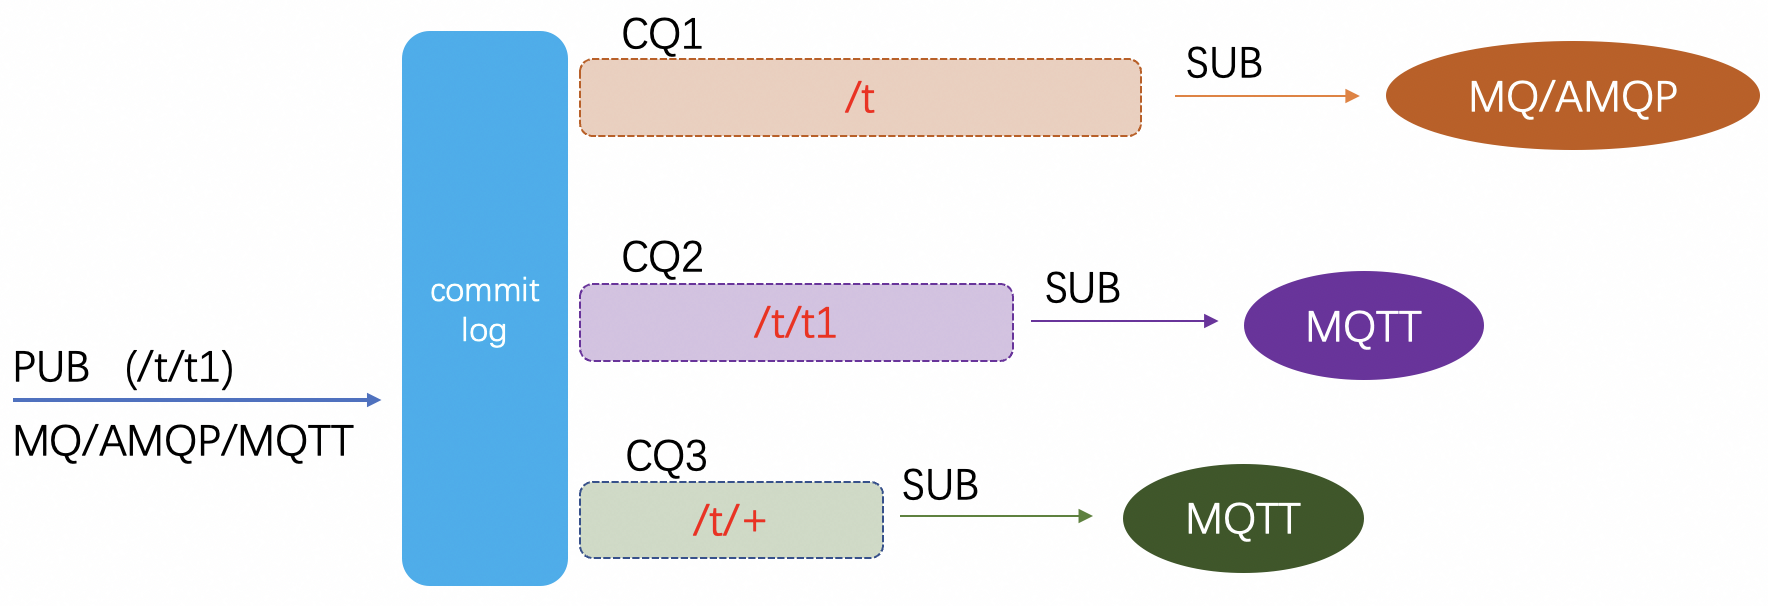 CQ1
/t
SUB
MQ/AMQP
CQ2
/t/t1
SUB
MQTT
commit
log
PUB (/t/t1)
MQ/AMQP/MQTT
CQ3
/t/+
SUB
MQTT